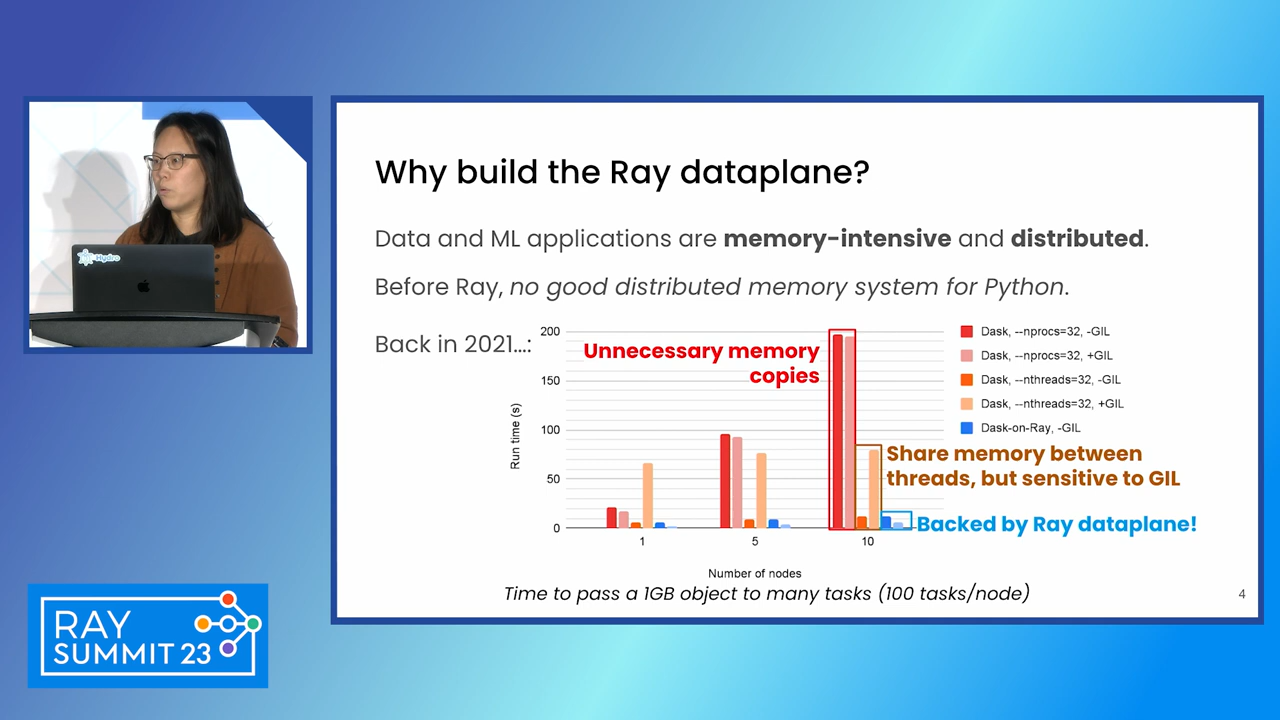 Why build the Ray dataplane?
Data and ML applications are memory-intensive and distributed.
Before Ray, no good distributed memory system for Python.
Back in 2021...:
Unnecessary memory
copies
Run time (s)
200
150
100
50
0
1
5
10
Number of nodes
Dask, --nprocs=32, -GIL
Dask, --nprocs=32, +GIL
Dask, --nthreads=32, -GIL
Dask, --nthreads=32, +GIL
Dask-on-Ray, -GIL
Share memory between
threads, but sensitive to GIL
Backed by Ray dataplane!
Time to pass a 1GB object to many tasks (100 tasks/node)
4
Hydro
RAY
SUMMIT 23